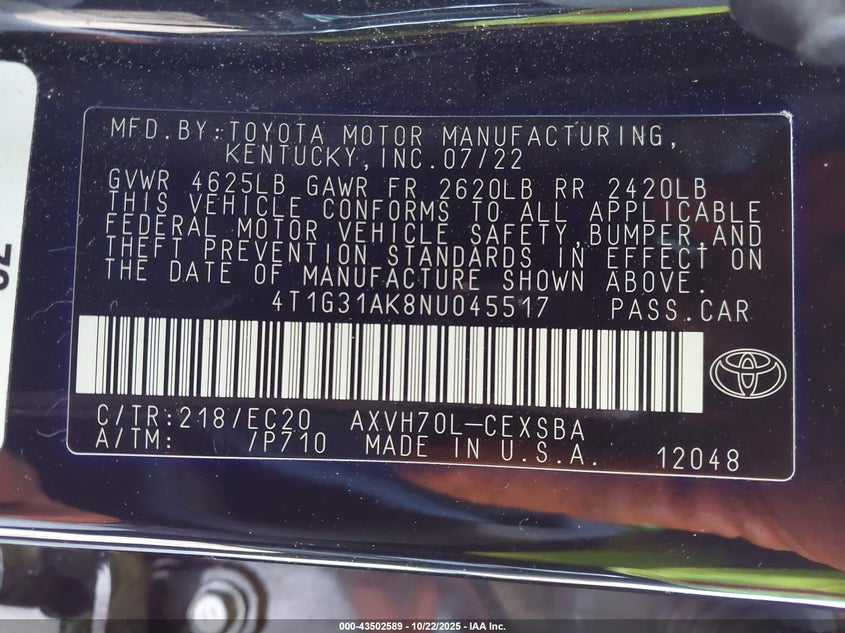 MFD.BY:TOYOTA MOTOR MANUFACTURING,
KENTUCKY,INC.07/22
GVWR 4625LB GAWR FR 2620LB RR 2420LB
THIS VEHICLE CONFORMS TO ALL APPLICABLE
FEDERAL MOTOR VEHICLE SAFETY,BUMPER,AND
THEFT PREVENTION STANDARDS IN EFFECT ON
THE DATE OF MANUFACTURE SHOWN ABOVE.
4T1G31AK8NU045517 PASS.CAR
C/TR:218/EC20 AXVH70L-CEXSBA
A/TM: /P710 MADE IN U.S.A. 12048
000-43502589 - 10/22/2025 - IAA Inc.